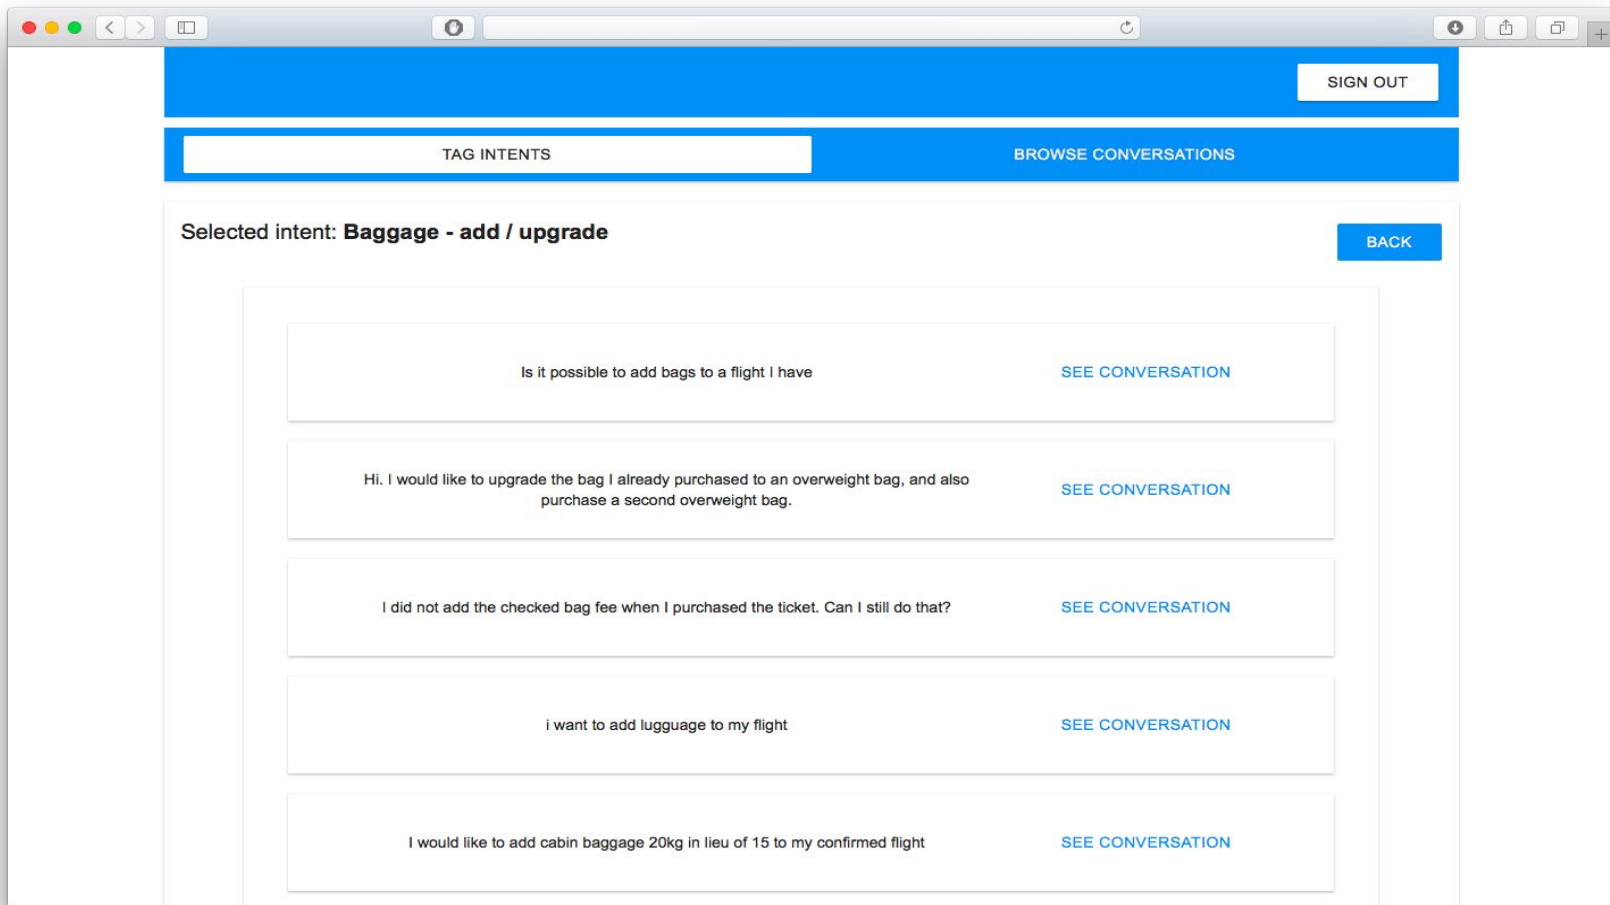 SIGN OUT
TAG INTENTS
BROWSE CONVERSATIONS
Selected intent: Baggage - add / upgrade
BACK
Is it possible to add bags to a flight I have
SEE CONVERSATION
Hi. I would like to upgrade the bag I already purchased to an overweight bag, and also
purchase a second overweight bag.
SEE CONVERSATION
I did not add the checked bag fee when I purchased the ticket. Can I still do that?
SEE CONVERSATION
i want to add lugguage to my flight
SEE CONVERSATION
I would like to add cabin baggage 20kg in lieu of 15 to my confirmed flight
SEE CONVERSATION